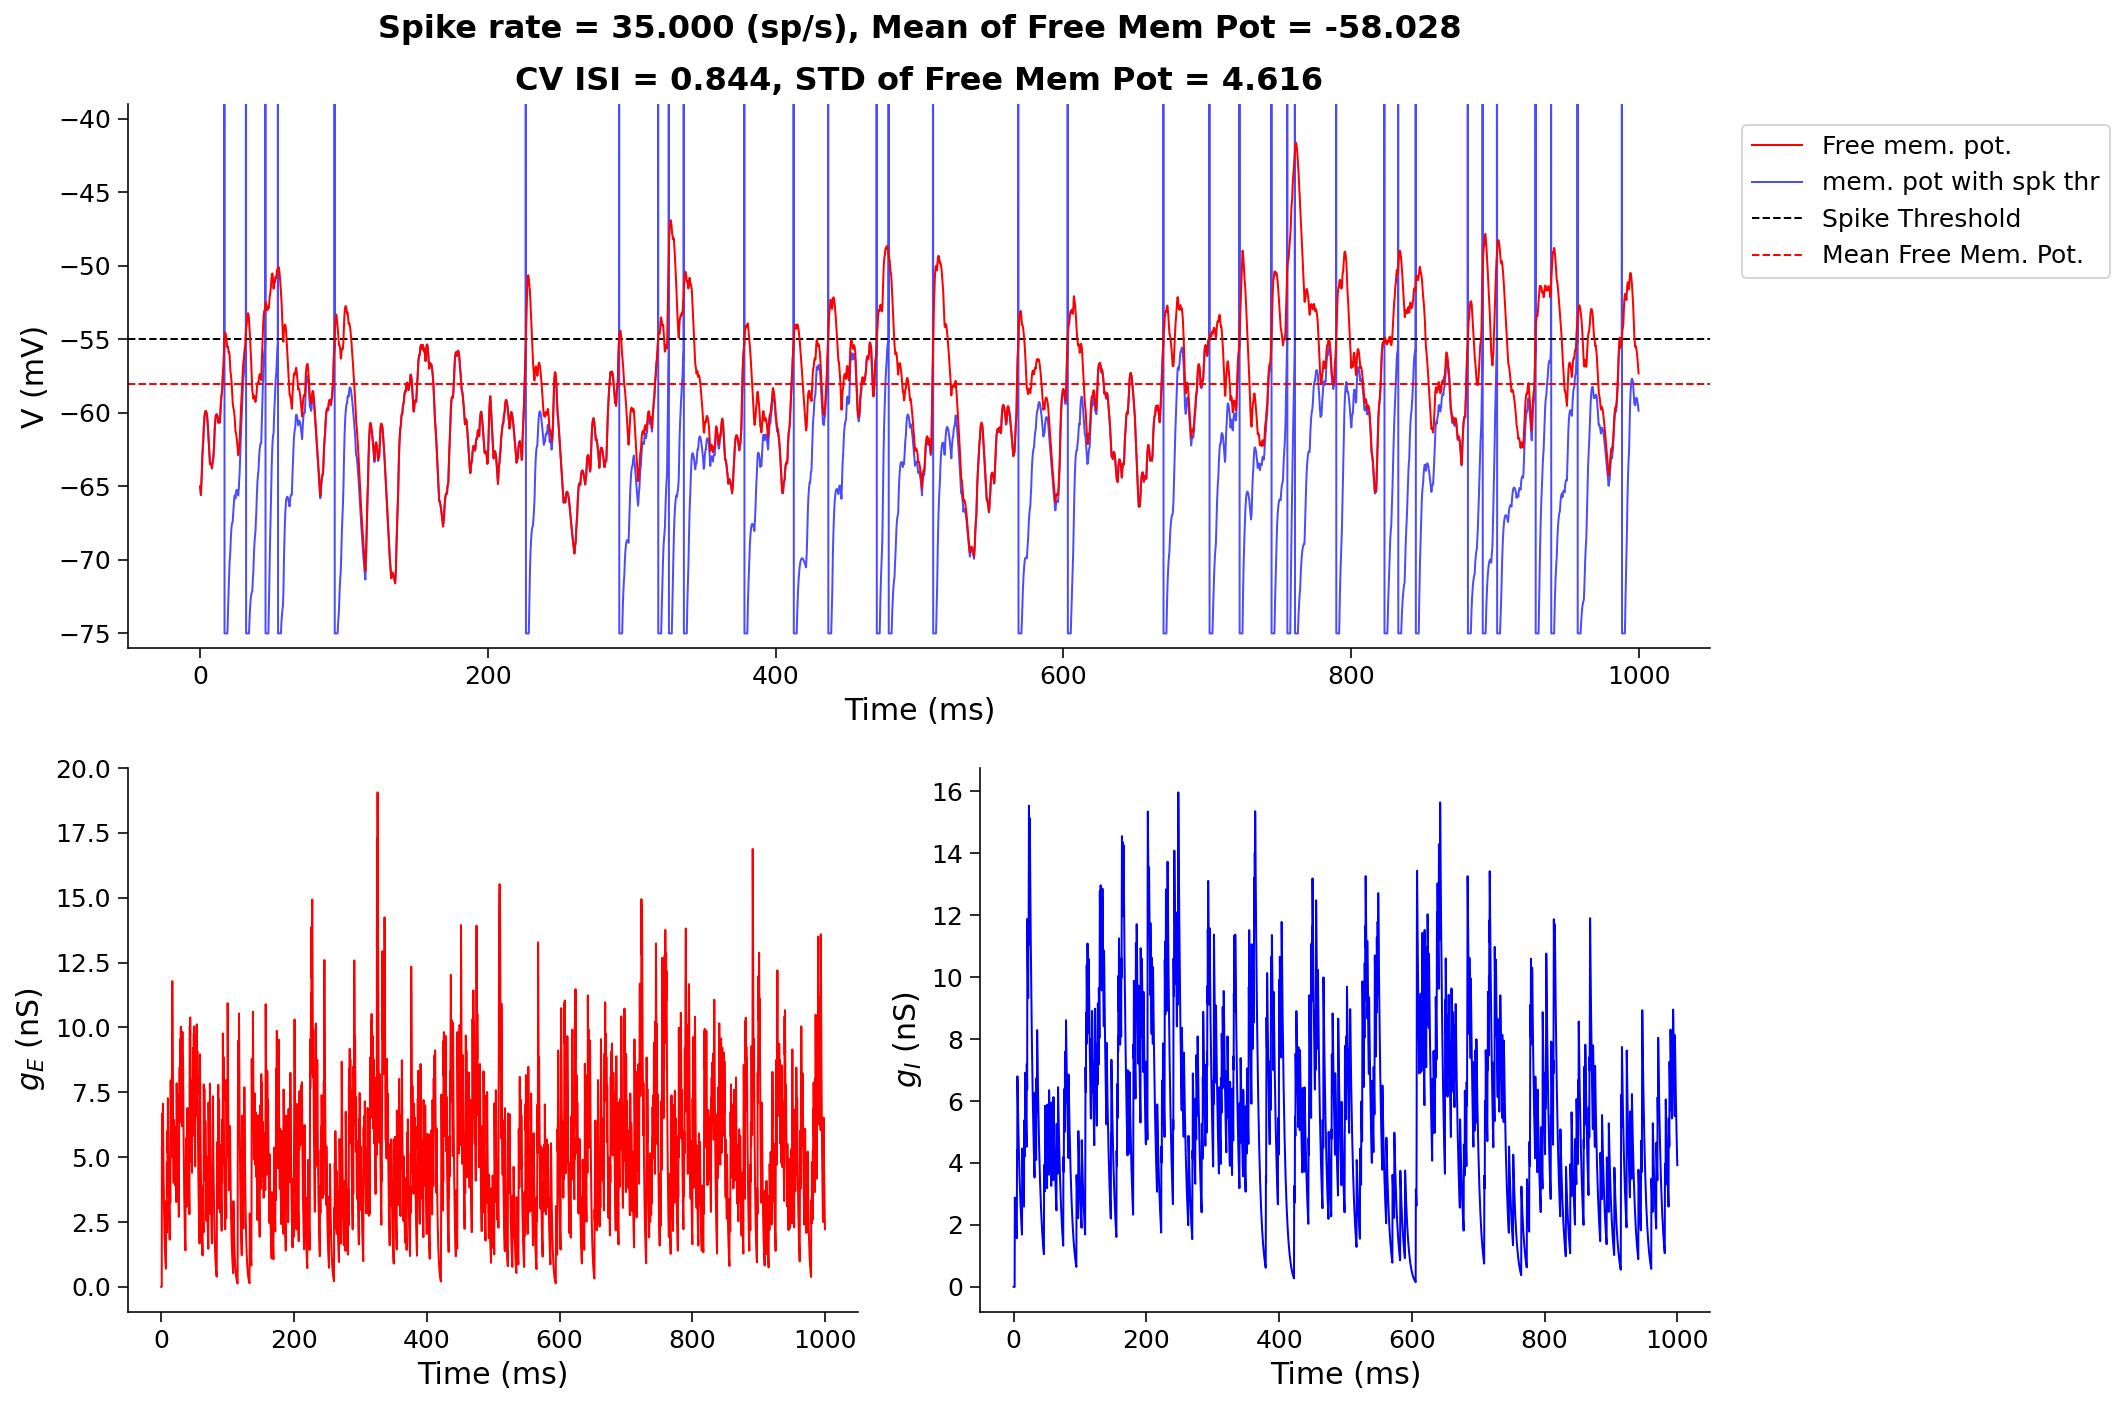 Spike rate = 35.000 (sp/s), Mean of Free Mem Pot = -58.028
CV ISI = 0.844, STD of Free Mem Pot = 4.616
−40
−45
−50
−55
−60
−65
−70
−75
V (mV)
0 200 400 600 800 1000
Time (ms)
Free mem. pot.
mem. pot with spk thr
Spike Threshold
Mean Free Mem. Pot.
20.0
17.5
15.0
12.5
10.0
7.5
5.0
2.5
0.0
g_E (nS)
0 200 400 600 800 1000
Time (ms)
16
14
12
10
8
6
4
2
0
g_I (nS)
0 200 400 600 800 1000
Time (ms)